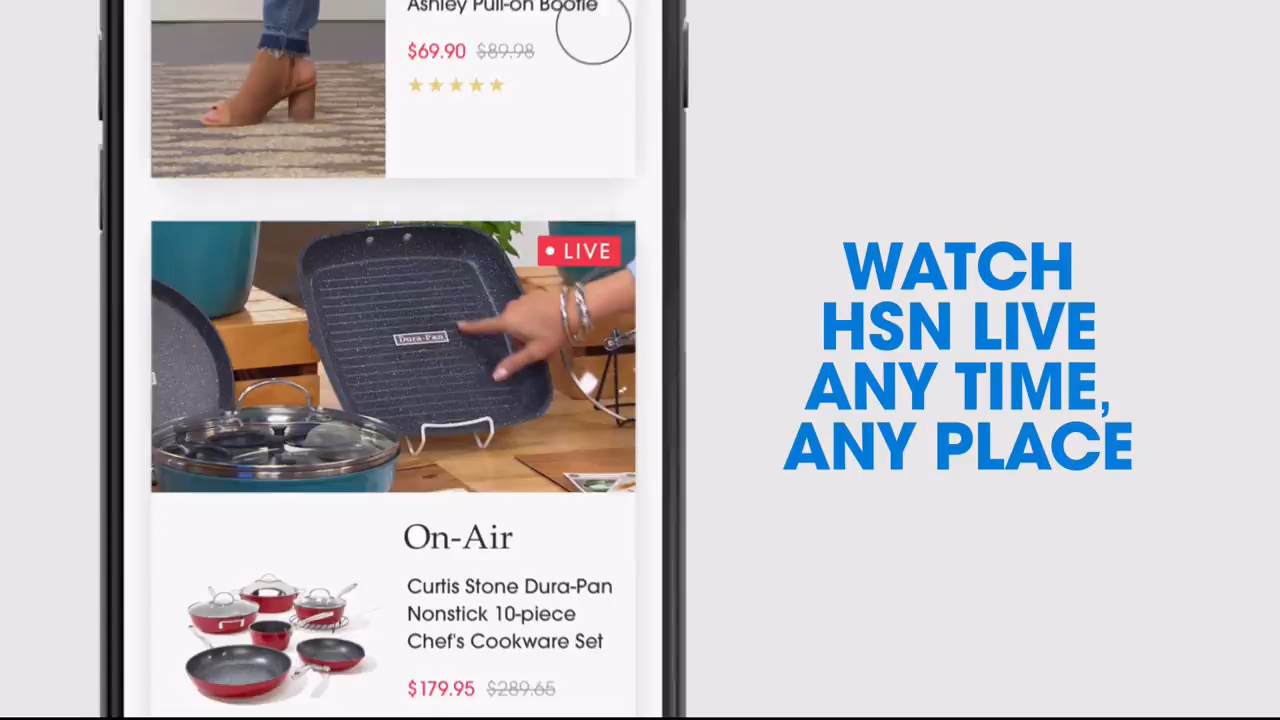 Ashley Pull-on Bootie
$69.90 $89.98
LIVE
Dura-Pan
On-Air
Curtis Stone Dura-Pan
Nonstick 10-piece
Chef's Cookware Set
$179.95 $289.65
WATCH
HSN LIVE
ANY TIME,
ANY PLACE